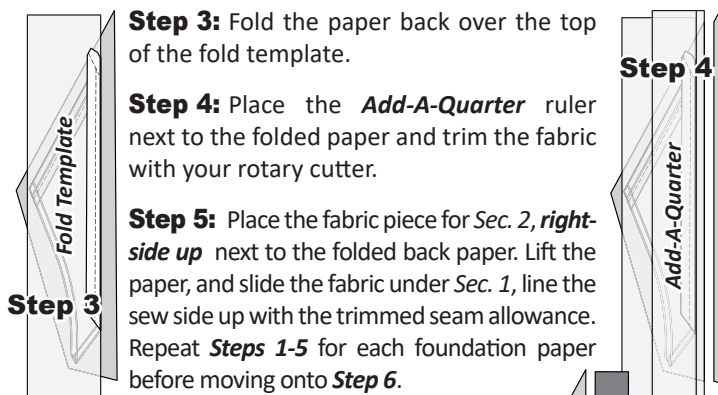 Step 3: Fold the paper back over the top
of the fold template.
Step 4: Place the Add-A-Quarter ruler
next to the folded paper and trim the fabric
with your rotary cutter.
Step 5: Place the fabric piece for Sec. 2, right-
side up next to the folded back paper. Lift the
paper, and slide the fabric under Sec. 1, line the
sew side up with the trimmed seam allowance.
Repeat Steps 1-5 for each foundation paper
before moving onto Step 6.
Fold Template
Step 3
Step 4
Add-A-Quarter